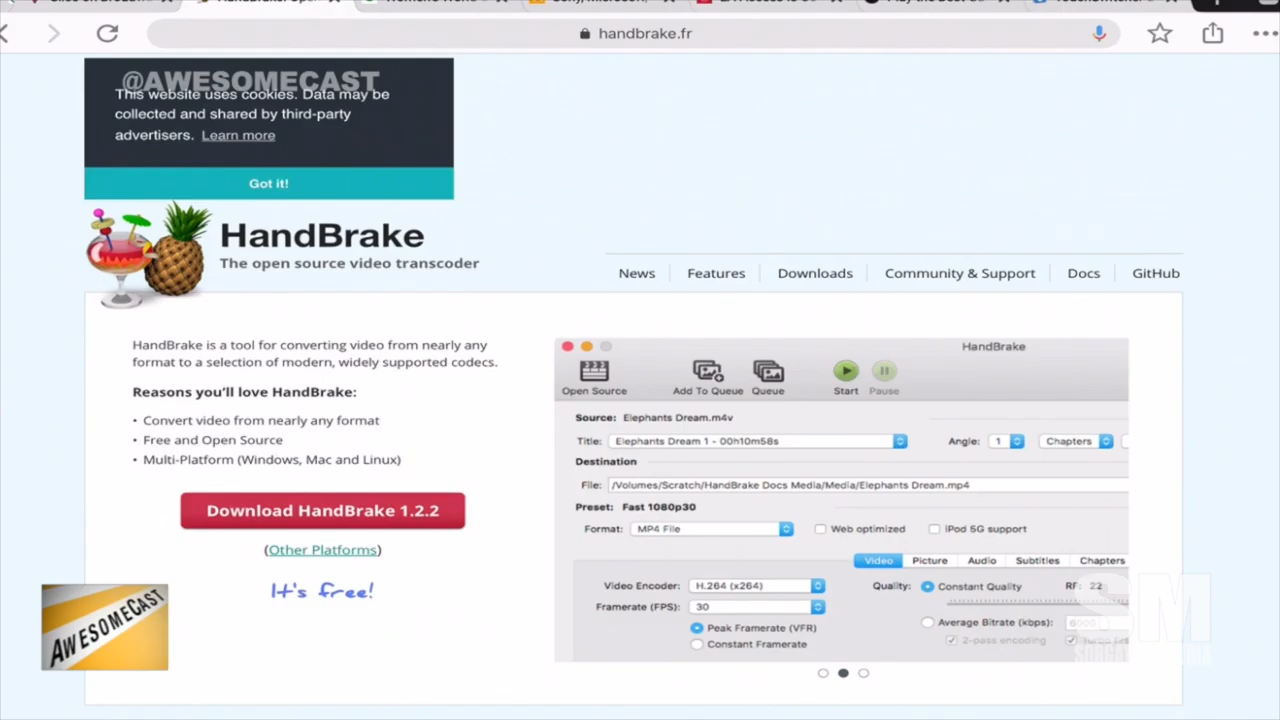 handbrake.fr
@AWESOMECAST
This website uses cookies. Data may be
collected and shared by third-party
advertisers. Learn more
Got it!
HandBrake
The open source video transcoder
News Features Downloads Community & Support Docs GitHub
HandBrake is a tool for converting video from nearly any
format to a selection of modern, widely supported codecs.
Reasons you'll love HandBrake:
• Convert video from nearly any format
• Free and Open Source
• Multi-Platform (Windows, Mac and Linux)
Download HandBrake 1.2.2
(Other Platforms)
It's free!
AWESOMECAST
HandBrake
Open Source Add To Queue Queue Start Pause
Source: Elephants Dream.m4v
Title: Elephants Dream 1 - 00h10m58s Angle: 1 Chapters
Destination
File: /Volumes/Scratch/HandBrake Docs Media/Media/Elephants Dream.mp4
Preset: Fast 1080p30
Format: MP4 File Web optimized iPod 5G support
Video Picture Audio Subtitles Chapters
Video Encoder: H.264 (x264) Quality: Constant Quality RF: 22
Framerate (FPS): 30
Peak Framerate (VFR) Average Bitrate (kbps):
Constant Framerate 2-pass encoding
SM